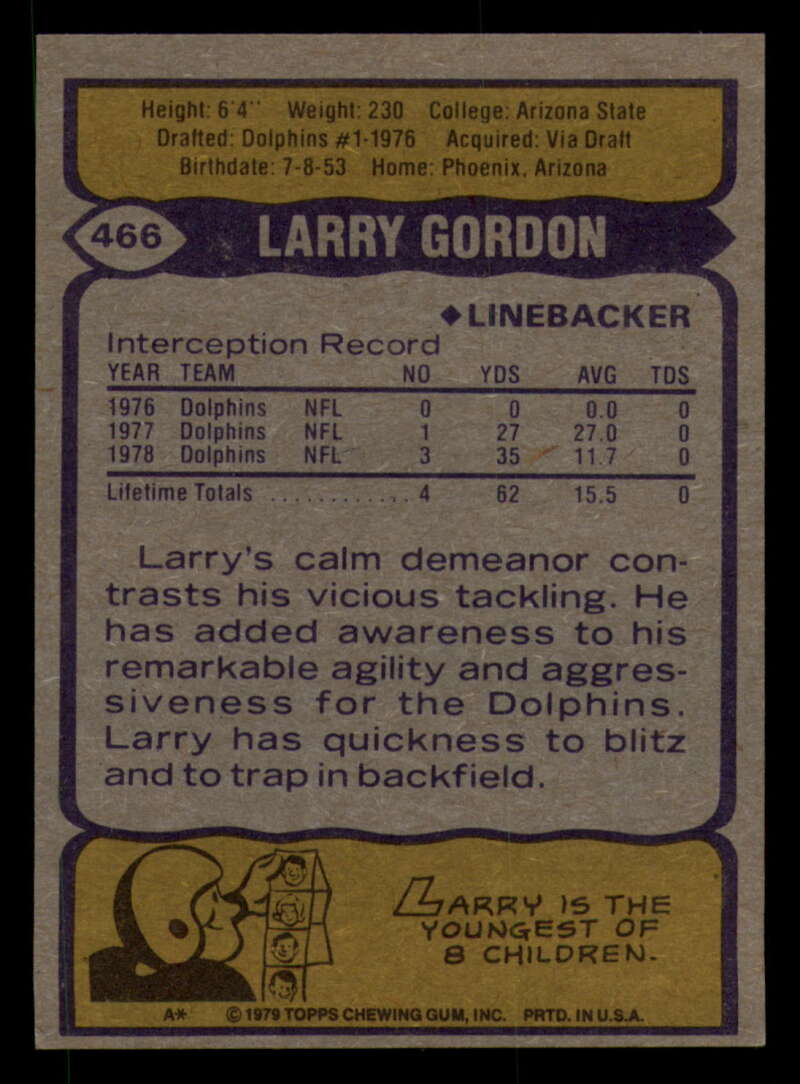 Height: 6'4" Weight: 230 College: Arizona State
Drafted: Dolphins #1-1976 Acquired: Via Draft
Birthdate: 7-8-53 Home: Phoenix, Arizona
466 LARRY GORDON
◆LINEBACKER
Interception Record
YEAR TEAM NO YDS AVG TDS
1976 Dolphins NFL 0 0 0.0 0
1977 Dolphins NFL 1 27 27.0 0
1978 Dolphins NFL 3 35 11.7 0
Lifetime Totals ............ 4 62 15.5 0
Larry's calm demeanor con-
trasts his vicious tackling. He
has added awareness to his
remarkable agility and aggres-
siveness for the Dolphins.
Larry has quickness to blitz
and to trap in backfield.
LARRY IS THE
YOUNGEST OF
8 CHILDREN.
A* © 1979 TOPPS CHEWING GUM, INC. PRTD. IN U.S.A.